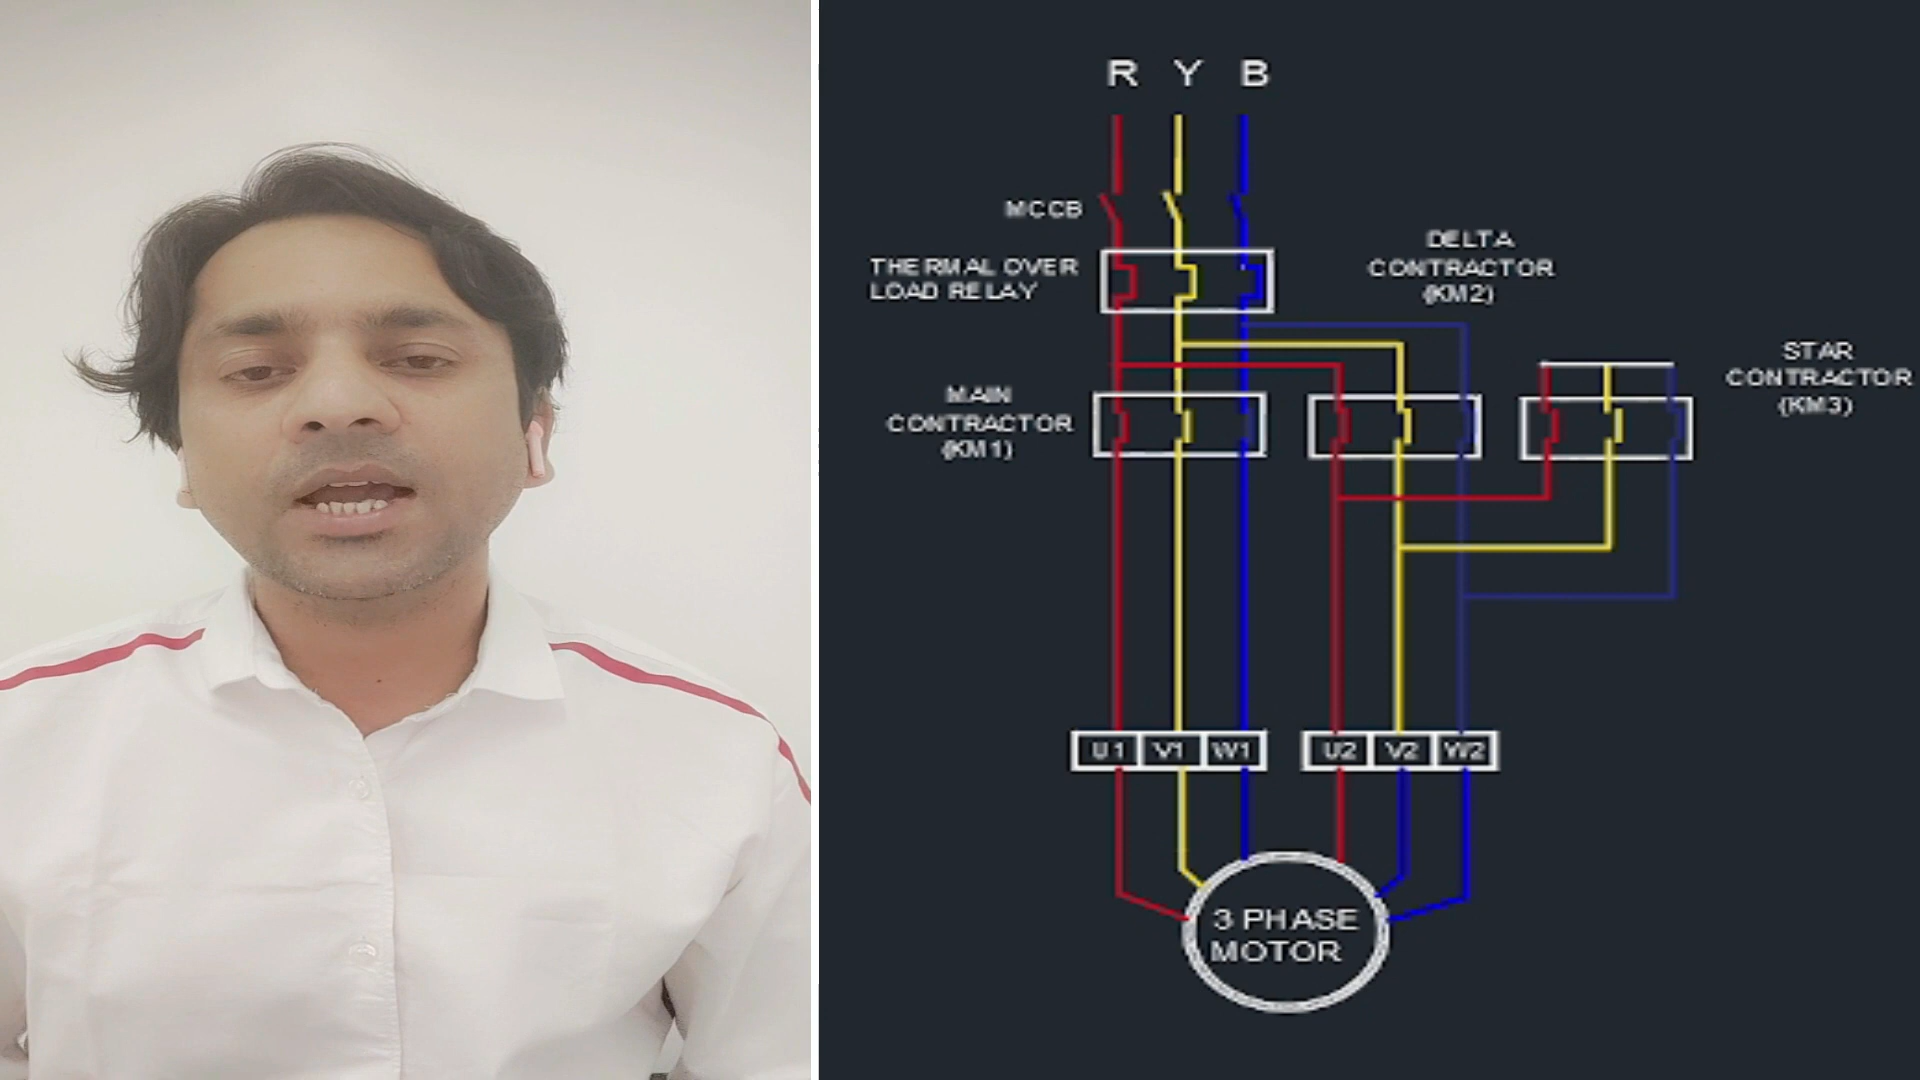 R Y B
MCCB
THERMAL OVER
LOAD RELAY
DELTA
CONTRACTOR
(KM2)
STAR
CONTRACTOR
(KM3)
MAIN
CONTRACTOR
(KM1)
U1 V1 W1 U2 V2 W2
3 PHASE
MOTOR